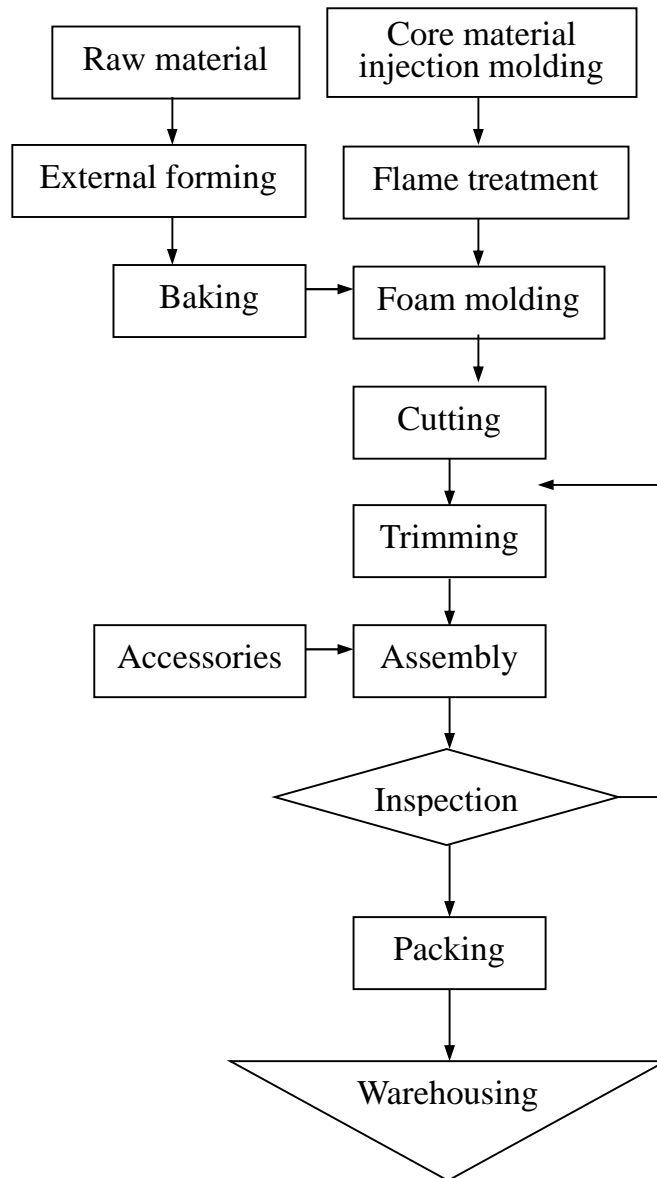 Raw material
Core material
injection molding
External forming
Flame treatment
Baking
Foam molding
Cutting
Trimming
Accessories
Assembly
Inspection
Packing
Warehousing